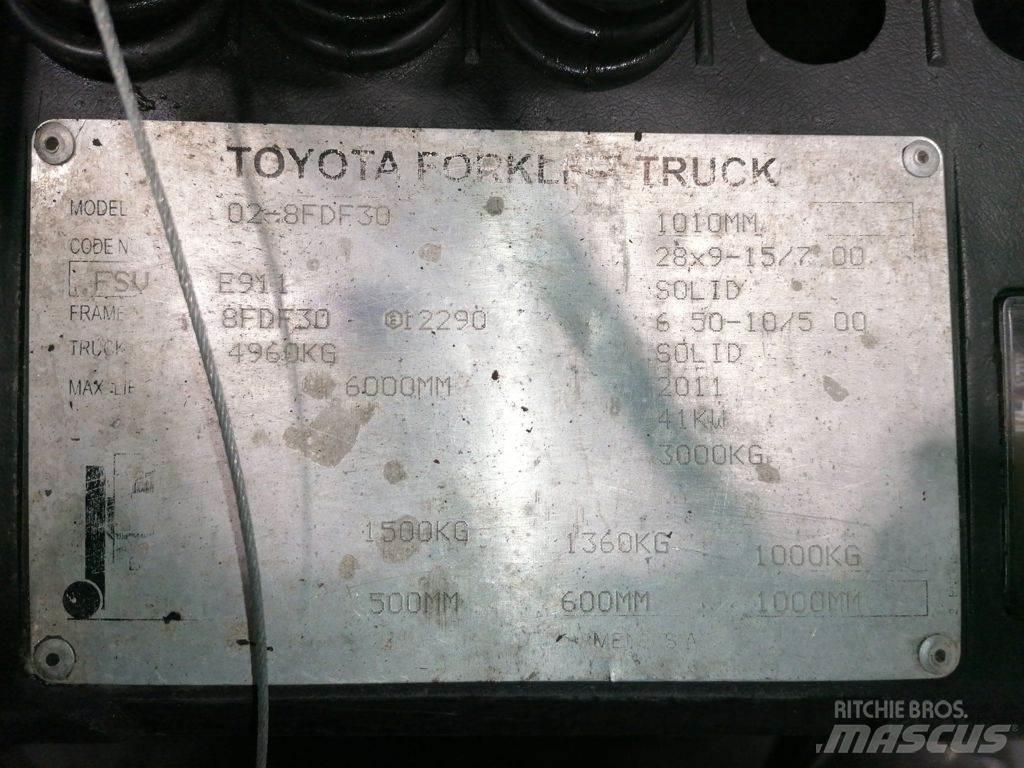 TOYOTA FORKLIFT TRUCK
MODEL 02-8FDF30 1010MM
CODE N 28x9-15/7 00
FSV E911 SOLID
FRAME 8FDF30 12290 6 50-10/5 00
TRUCK 4960KG SOLID
MAX LIF 6000MM 2011
41KW
3000KG
1500KG 1360KG 1000KG
500MM 600MM 1000MM
RITCHIE BROS.
MASCUS